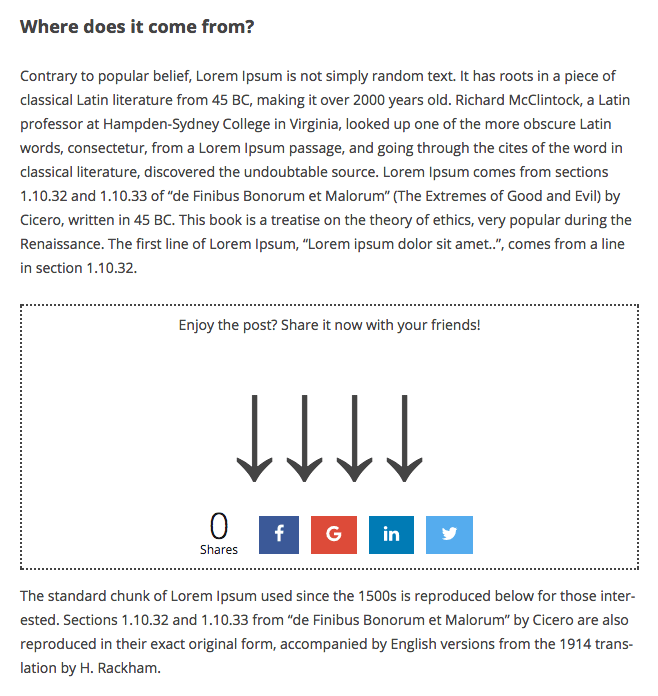 Where does it come from?
Contrary to popular belief, Lorem Ipsum is not simply random text. It has roots in a piece of
classical Latin literature from 45 BC, making it over 2000 years old. Richard McClintock, a Latin
professor at Hampden-Sydney College in Virginia, looked up one of the more obscure Latin
words, consectetur, from a Lorem Ipsum passage, and going through the cites of the word in
classical literature, discovered the undoubtable source. Lorem Ipsum comes from sections
1.10.32 and 1.10.33 of “de Finibus Bonorum et Malorum” (The Extremes of Good and Evil) by
Cicero, written in 45 BC. This book is a treatise on the theory of ethics, very popular during the
Renaissance. The first line of Lorem Ipsum, “Lorem ipsum dolor sit amet..”, comes from a line
in section 1.10.32.
Enjoy the post? Share it now with your friends!
0
Shares
f
G
in
The standard chunk of Lorem Ipsum used since the 1500s is reproduced below for those inter-
ested. Sections 1.10.32 and 1.10.33 from “de Finibus Bonorum et Malorum” by Cicero are also
reproduced in their exact original form, accompanied by English versions from the 1914 trans-
lation by H. Rackham.